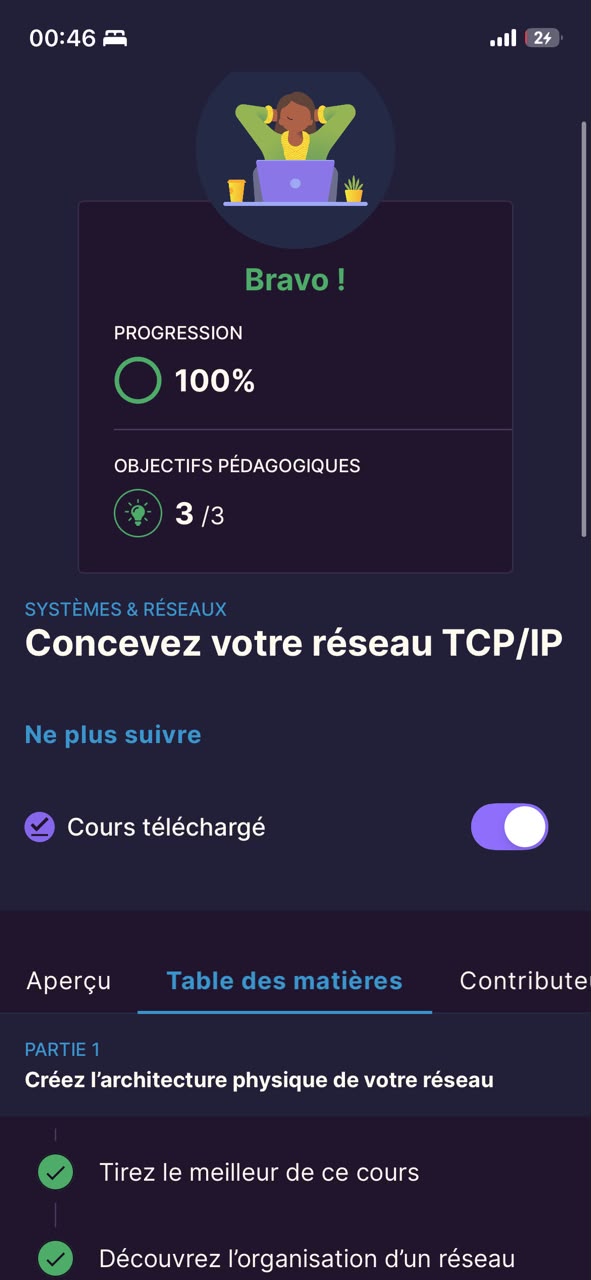 00:46
2
Bravo !
PROGRESSION
100%
OBJECTIFS PÉDAGOGIQUES
3 /3
SYSTÈMES & RÉSEAUX
Concevez votre réseau TCP/IP
Ne plus suivre
Cours téléchargé
Aperçu Table des matières Contribute
PARTIE 1
Créez l’architecture physique de votre réseau
Tirez le meilleur de ce cours
Découvrez l’organisation d’un réseau